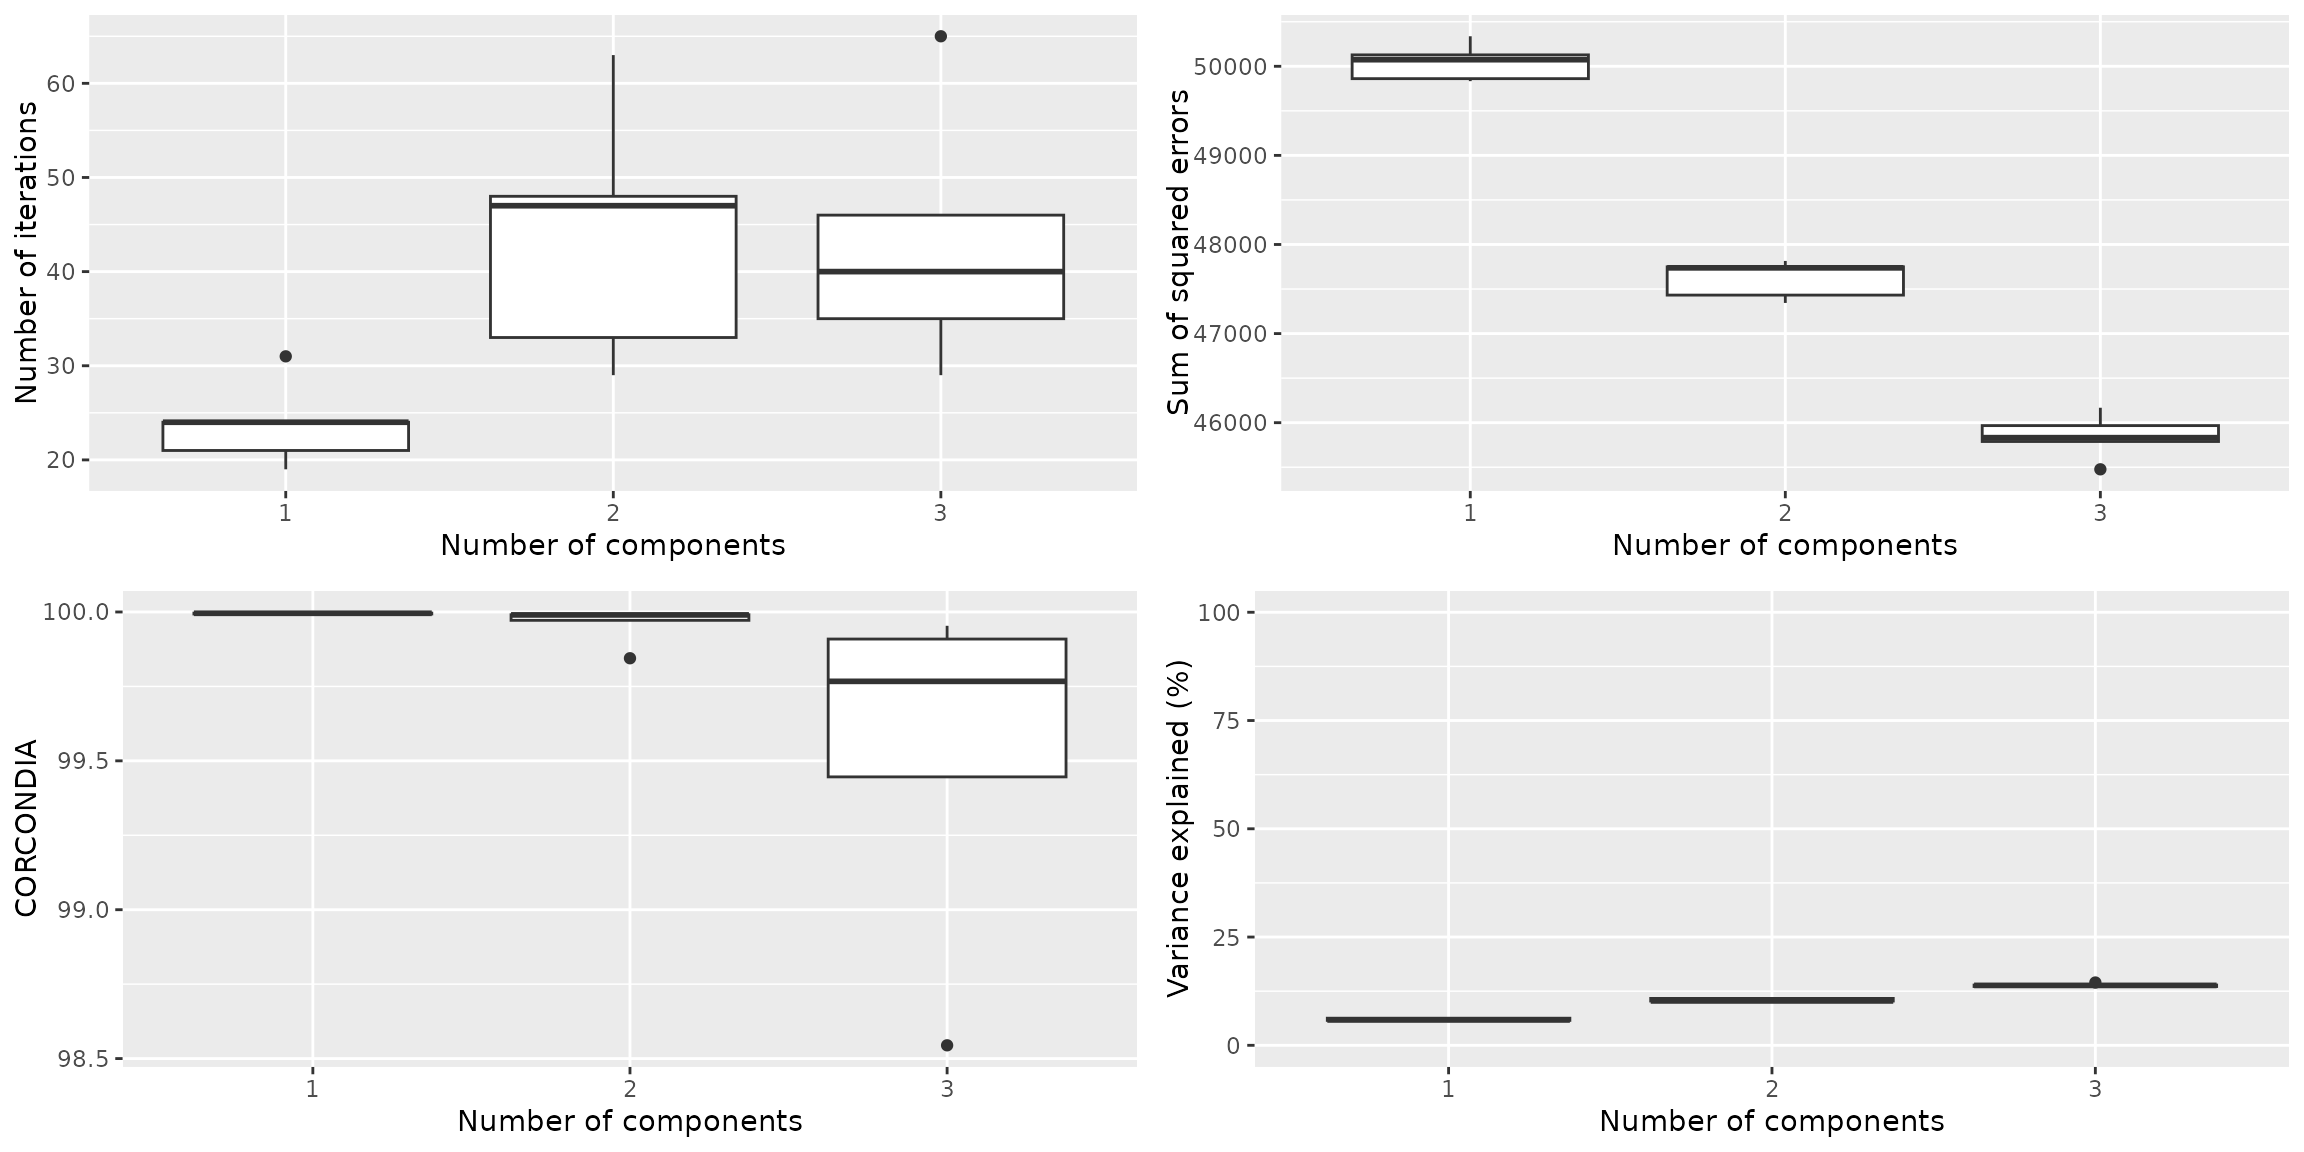 Number of iterations
60
50
40
30
20
1 2 3
Number of components
Sum of squared errors
50000
49000
48000
47000
46000
1 2 3
Number of components
CORCONDIA
100.0
99.5
99.0
98.5
1 2 3
Number of components
Variance explained (%)
100
75
50
25
0
1 2 3
Number of components